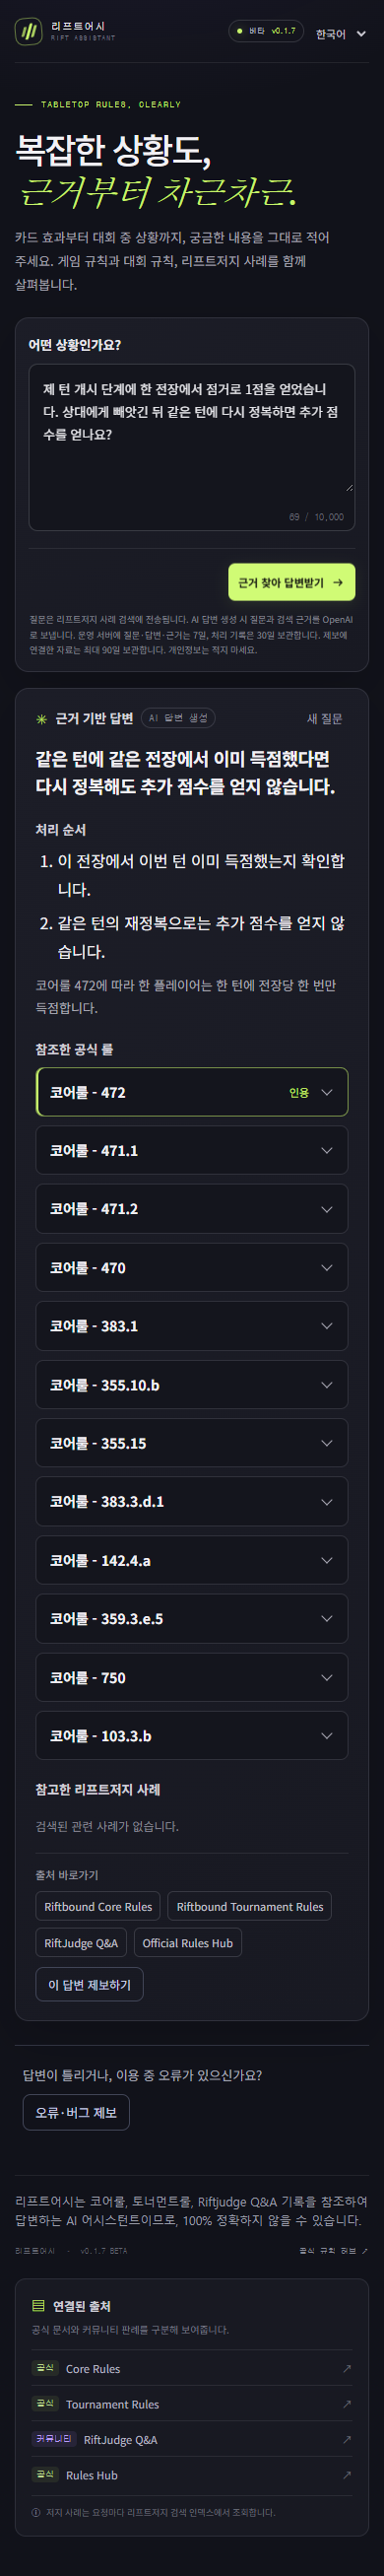 리프트어시
RIFT ASSISTANT
베타 v0.1.7
한국어
TABLETOP RULES, CLEARLY
복잡한 상황도,
근거부터 차근차근.
카드 효과부터 대회 중 상황까지, 궁금한 내용을 그대로 적어
주세요. 게임 규칙과 대회 규칙, 리프트저지 사례를 함께
살펴봅니다.
어떤 상황인가요?
제 턴 개시 단계에 한 전장에서 점거로 1점을 얻었습니
다. 상대에게 빼앗긴 뒤 같은 턴에 다시 정복하면 추가 점
수를 얻나요?
69 / 10,000
근거 찾아 답변받기 →
질문은 리프트저지 사례 검색에 전송됩니다. AI 답변 생성 시 질문과 검색 근거를 OpenAI
로 보냅니다. 운영 서버에 질문·답변·근거는 7일, 처리 기록은 30일 보관합니다. 제보에
연결한 자료는 최대 90일 보관합니다. 개인정보는 적지 마세요.
근거 기반 답변
AI 답변 생성
새 질문
같은 턴에 같은 전장에서 이미 득점했다면
다시 정복해도 추가 점수를 얻지 않습니다.
처리 순서
1. 이 전장에서 이번 턴 이미 득점했는지 확인합
니다.
2. 같은 턴의 재정복으로는 추가 점수를 얻지 않
습니다.
코어룰 472에 따라 한 플레이어는 한 턴에 전장당 한 번만
득점합니다.
참조한 공식 룰
코어룰 - 472
인용
코어룰 - 471.1
코어룰 - 471.2
코어룰 - 470
코어룰 - 383.1
코어룰 - 355.10.b
코어룰 - 355.15
코어룰 - 383.3.d.1
코어룰 - 142.4.a
코어룰 - 359.3.e.5
코어룰 - 750
코어룰 - 103.3.b
참고한 리프트저지 사례
검색된 관련 사례가 없습니다.
출처 바로가기
Riftbound Core Rules
Riftbound Tournament Rules
RiftJudge Q&A
Official Rules Hub
이 답변 제보하기
답변이 틀리거나, 이용 중 오류가 있으신가요?
오류·버그 제보
리프트어시는 코어룰, 토너먼트룰, Riftjudge Q&A 기록을 참조하여
답변하는 AI 어시스턴트이므로, 100% 정확하지 않을 수 있습니다.
리프트어시 · v0.1.7 BETA
공식 규칙 허브 ↗
연결된 출처
공식 문서와 커뮤니티 판례를 구분해 보여줍니다.
공식 Core Rules ↗
공식 Tournament Rules ↗
커뮤니티 RiftJudge Q&A ↗
공식 Rules Hub ↗
저지 사례는 요청마다 리프트저지 검색 인덱스에서 조회합니다.